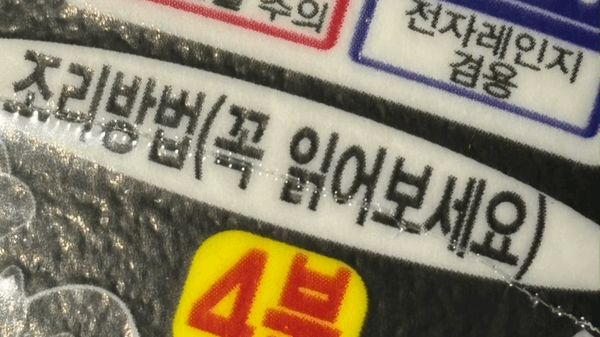 주의
전자레인지
겸용
조리방법(꼭 읽어보세요)
4분